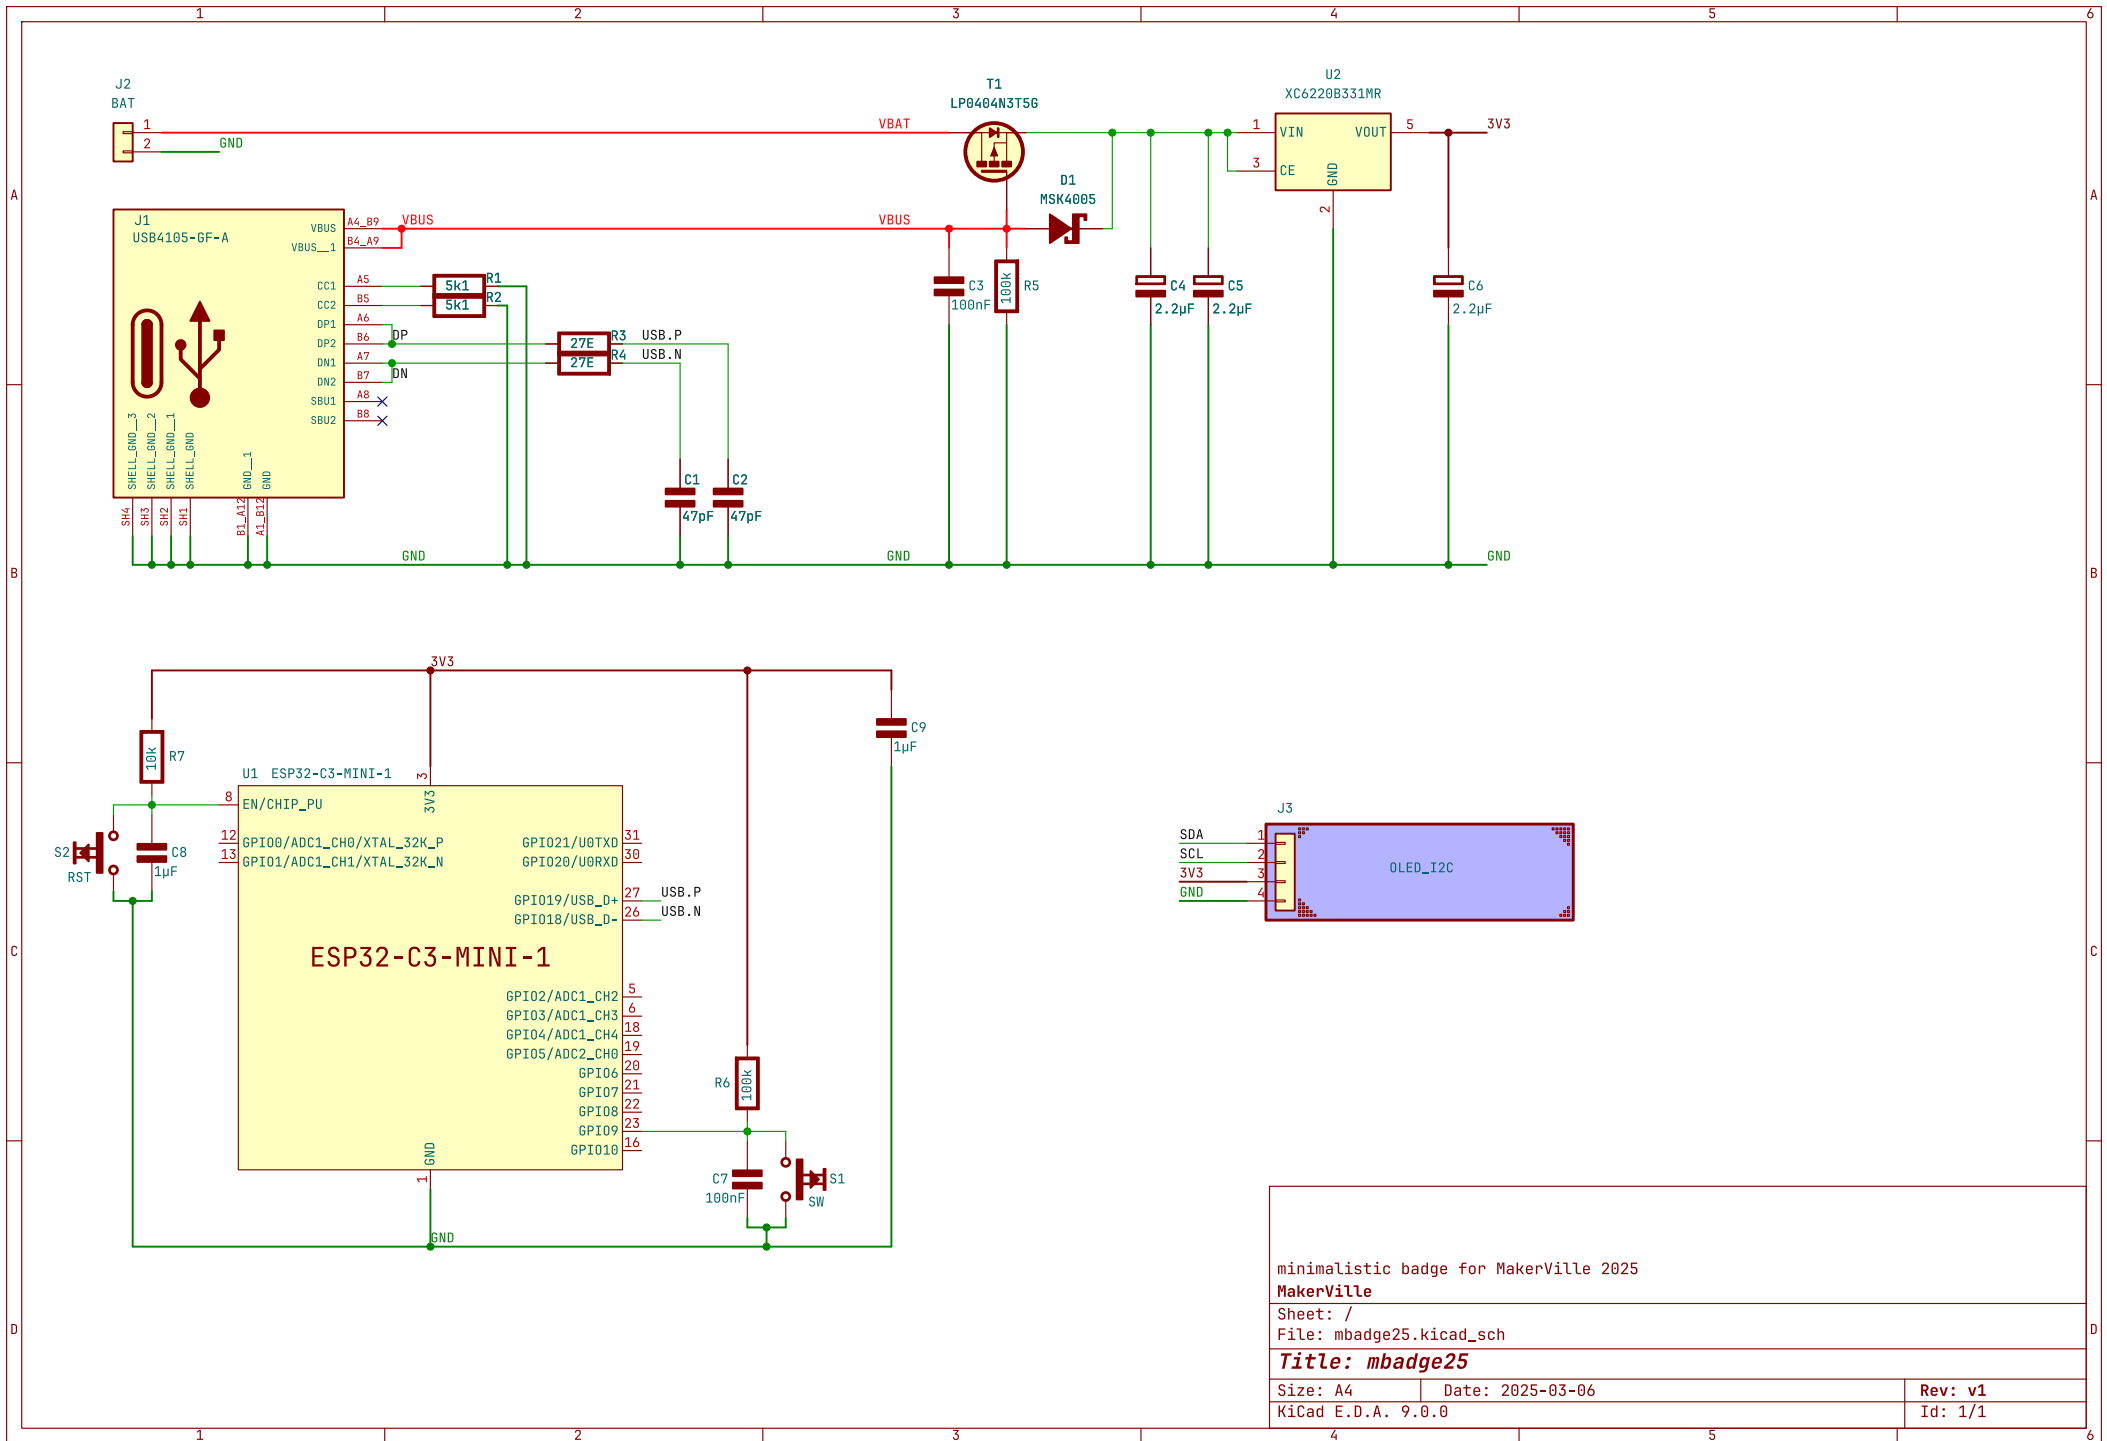 1 2 3 4 5 6
A
B
C
D
J2
BAT
1
2
GND
VBAT
T1
LP0404N3T5G
U2
XC6220B331MR
1 VIN
3 CE
VOUT 5
GND
2
3V3
D1
MSK4005
J1
USB4105-GF-A
VBUS A4_B9
VBUS__1 B4_A9
CC1 A5
CC2 B5
DP1 A6
DP2 B6
DN1 A7
DN2 B7
SBU1 A8
SBU2 B8
SHELL_GND__3
SHELL_GND__2
SHELL_GND__1
SHELL_GND
GND__1
GND
SH4
SH3
SH2
SH1
B1_A12
A1_B12
VBUS
VBUS
R1
5k1
R2
5k1
DP
DN
R3
27E
R4
27E
USB.P
USB.N
C1
47pF
C2
47pF
C3
100nF
R5
100k
C4
2.2µF
C5
2.2µF
C6
2.2µF
GND
GND
GND
3V3
R7
10k
S2
RST
C8
1µF
C9
1µF
U1 ESP32-C3-MINI-1
3
3V3
8 EN/CHIP_PU
12 GPIO0/ADC1_CH0/XTAL_32K_P
13 GPIO1/ADC1_CH1/XTAL_32K_N
GPIO21/U0TXD 31
GPIO20/U0RXD 30
GPIO19/USB_D+ 27 USB.P
GPIO18/USB_D- 26 USB.N
ESP32-C3-MINI-1
GPIO2/ADC1_CH2 5
GPIO3/ADC1_CH3 6
GPIO4/ADC1_CH4 18
GPIO5/ADC2_CH0 19
GPIO6 20
GPIO7 21
GPIO8 22
GPIO9 23
GPIO10 16
GND
1
GND
R6
100k
C7
100nF
S1
SW
J3
SDA 1
SCL 2
3V3 3
GND 4
OLED_I2C
minimalistic badge for MakerVille 2025
MakerVille
Sheet: /
File: mbadge25.kicad_sch
Title: mbadge25
Size: A4 Date: 2025-03-06 Rev: v1
KiCad E.D.A. 9.0.0 Id: 1/1
A
B
C
D
1 2 3 4 5 6